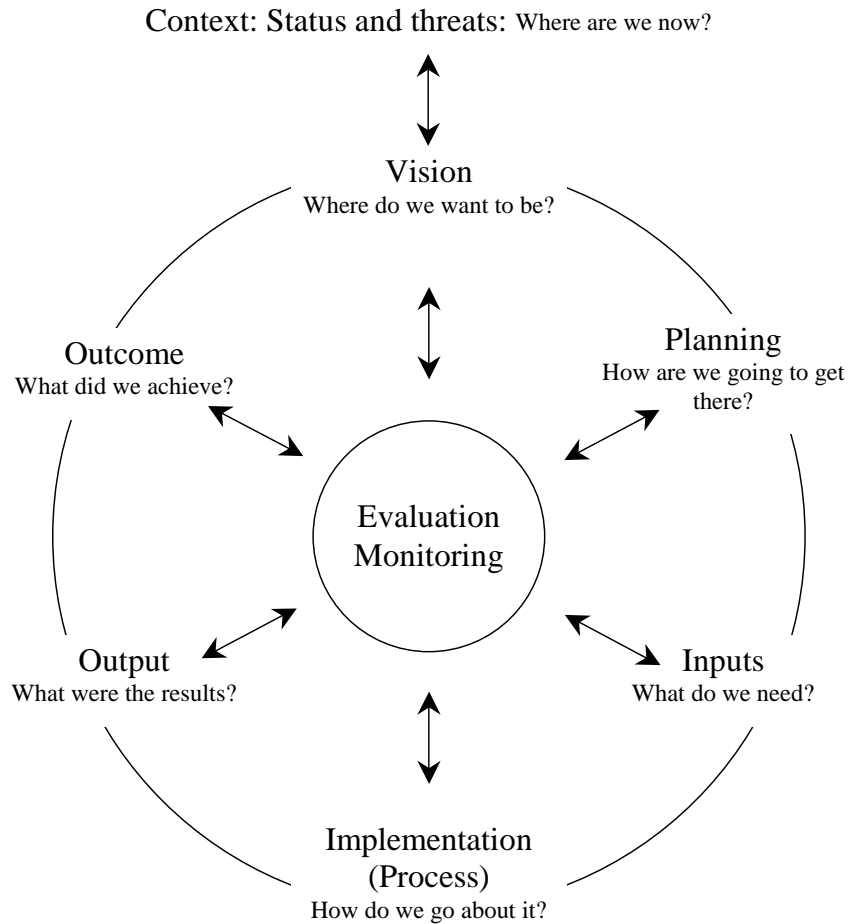 Context: Status and threats: Where are we now?
Vision
Where do we want to be?
Outcome
What did we achieve?
Planning
How are we going to get
there?
Evaluation
Monitoring
Output
What were the results?
Inputs
What do we need?
Implementation
(Process)
How do we go about it?